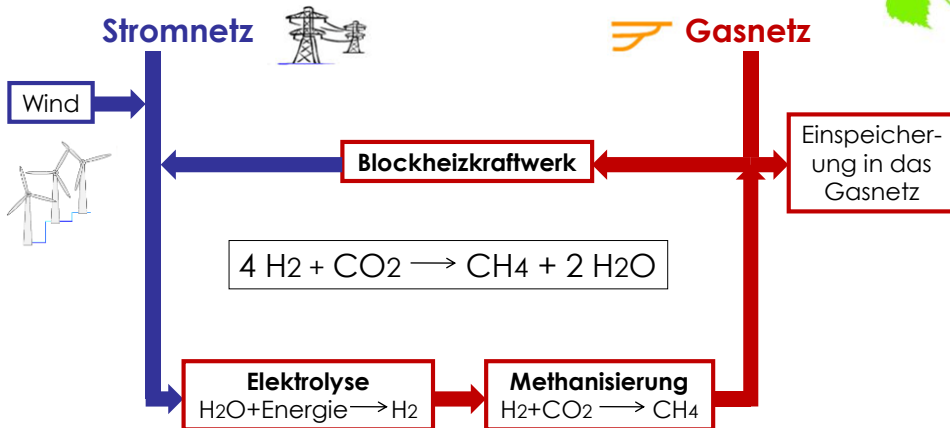 Stromnetz
Gasnetz
Wind
Einspeicher-
ung in das
Gasnetz
Blockheizkraftwerk
4 H2 + CO2 ⟶ CH4 + 2 H2O
Elektrolyse
H2O+Energie ⟶ H2
Methanisierung
H2+CO2 ⟶ CH4